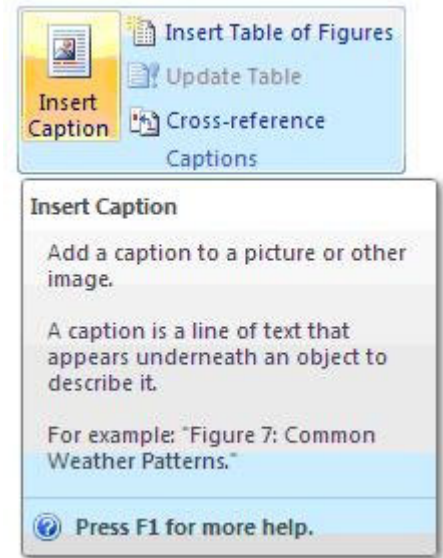 Insert Table of Figures
Update Table
Insert
Caption
Cross-reference
Captions
Insert Caption
Add a caption to a picture or other
image.
A caption is a line of text that
appears underneath an object to
describe it.
For example: "Figure 7: Common
Weather Patterns."
Press F1 for more help.